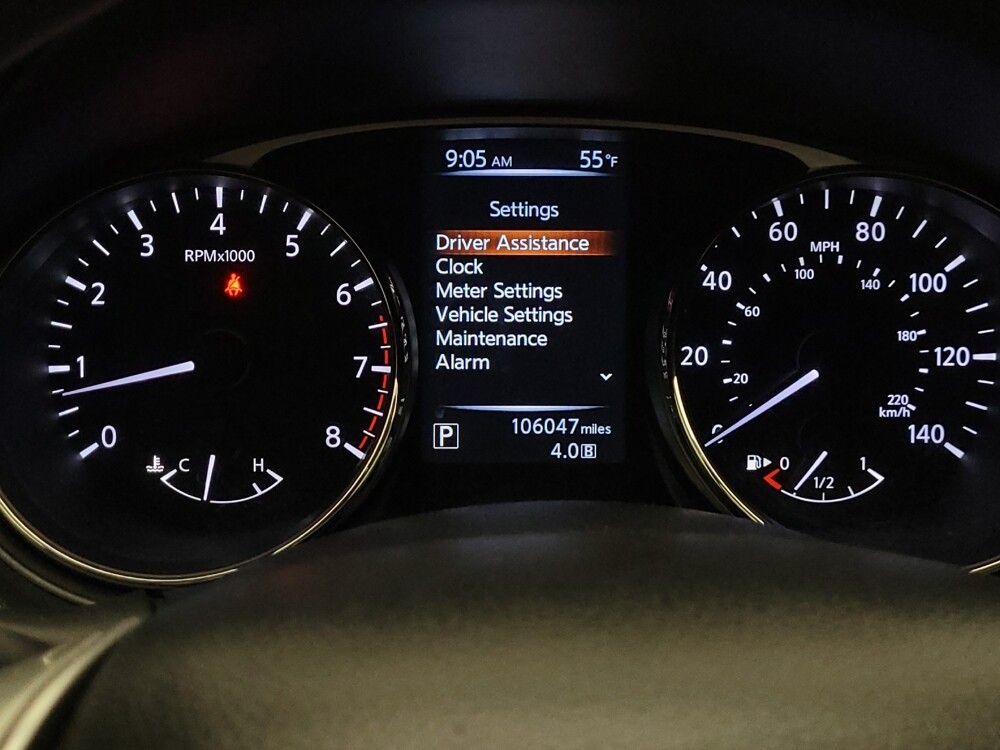 9:05 AM 55°F
Settings
Driver Assistance
Clock
Meter Settings
Vehicle Settings
Maintenance
Alarm
P 106047 miles
4.0 B
RPMx1000
0
1
2
3
4
5
6
7
8
C H
MPH
0
20
40
60
80
100
120
140
20
60
100
140
180
220
km/h
0 1/2 1